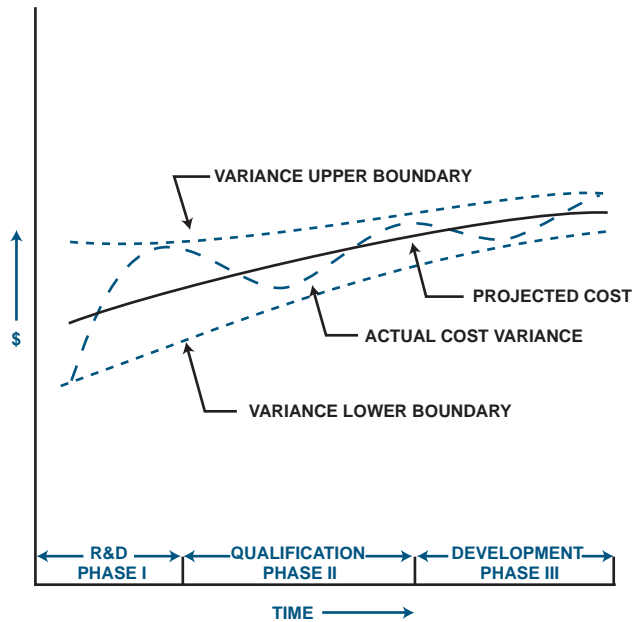 VARIANCE UPPER BOUNDARY
$
PROJECTED COST
ACTUAL COST VARIANCE
VARIANCE LOWER BOUNDARY
R&D
PHASE I
QUALIFICATION
PHASE II
DEVELOPMENT
PHASE III
TIME